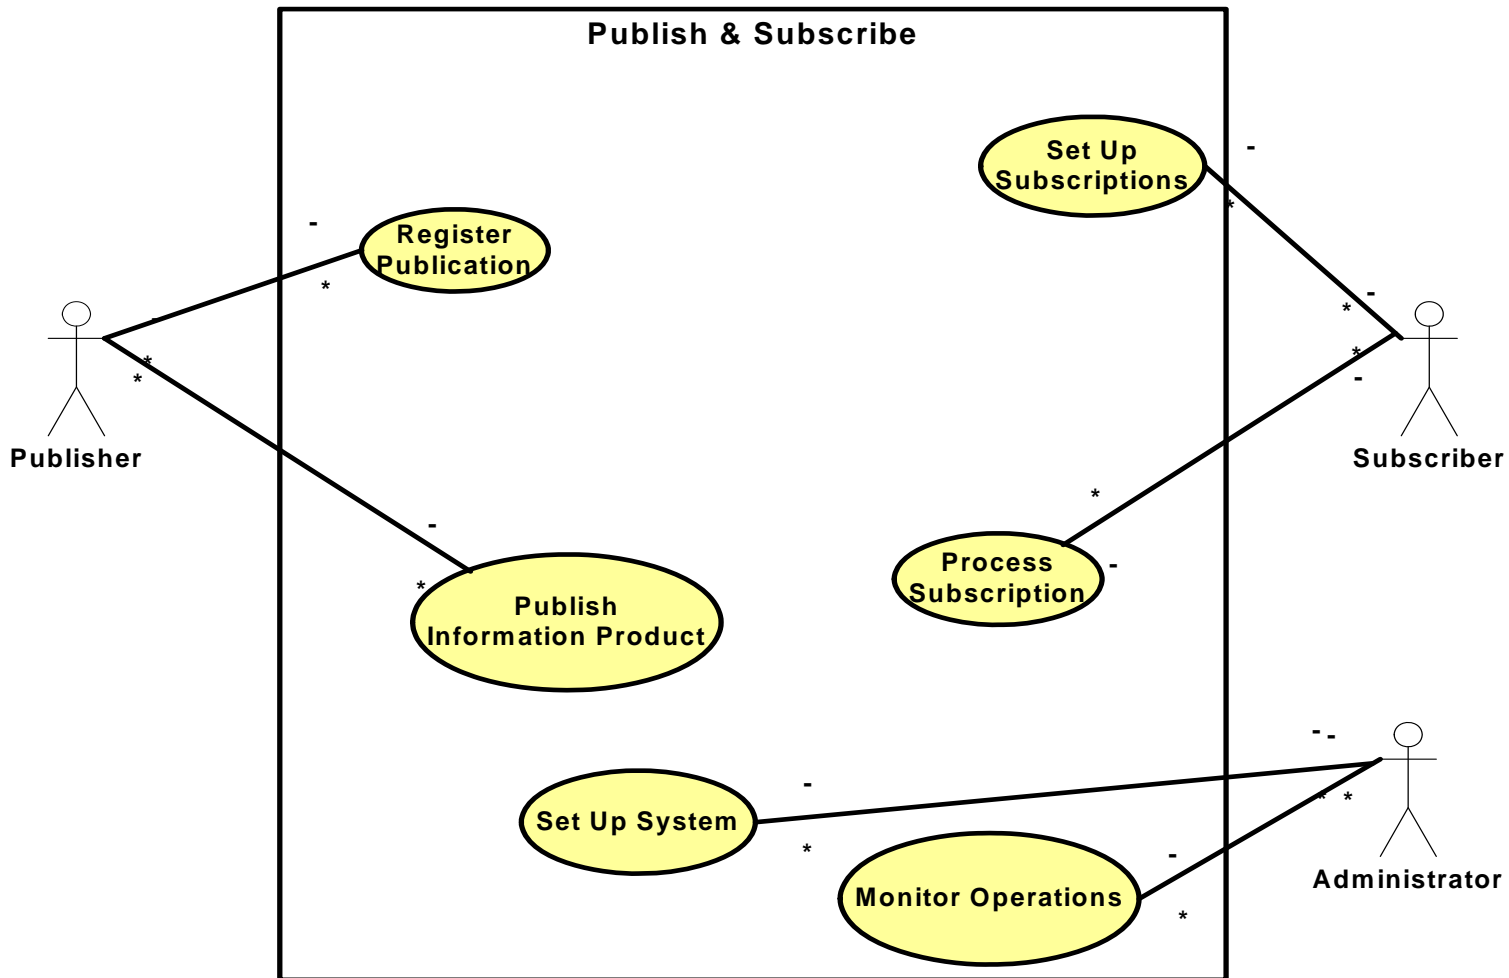 Publish & Subscribe
Set Up
Subscriptions
-
*
Register
Publication
-
*
-
*
*
Publisher
-
*
*
-
Subscriber
-
*
Publish
Information Product
*
-
Process
Subscription
- -
* *
Administrator
-
*
Set Up System
-
*
Monitor Operations